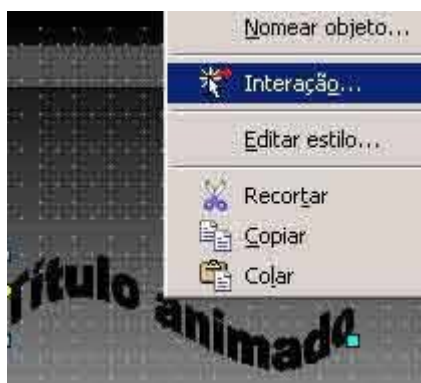 Nomear objeto...
Interação...
Editar estilo...
Recortar
Copiar
Colar
Título animado